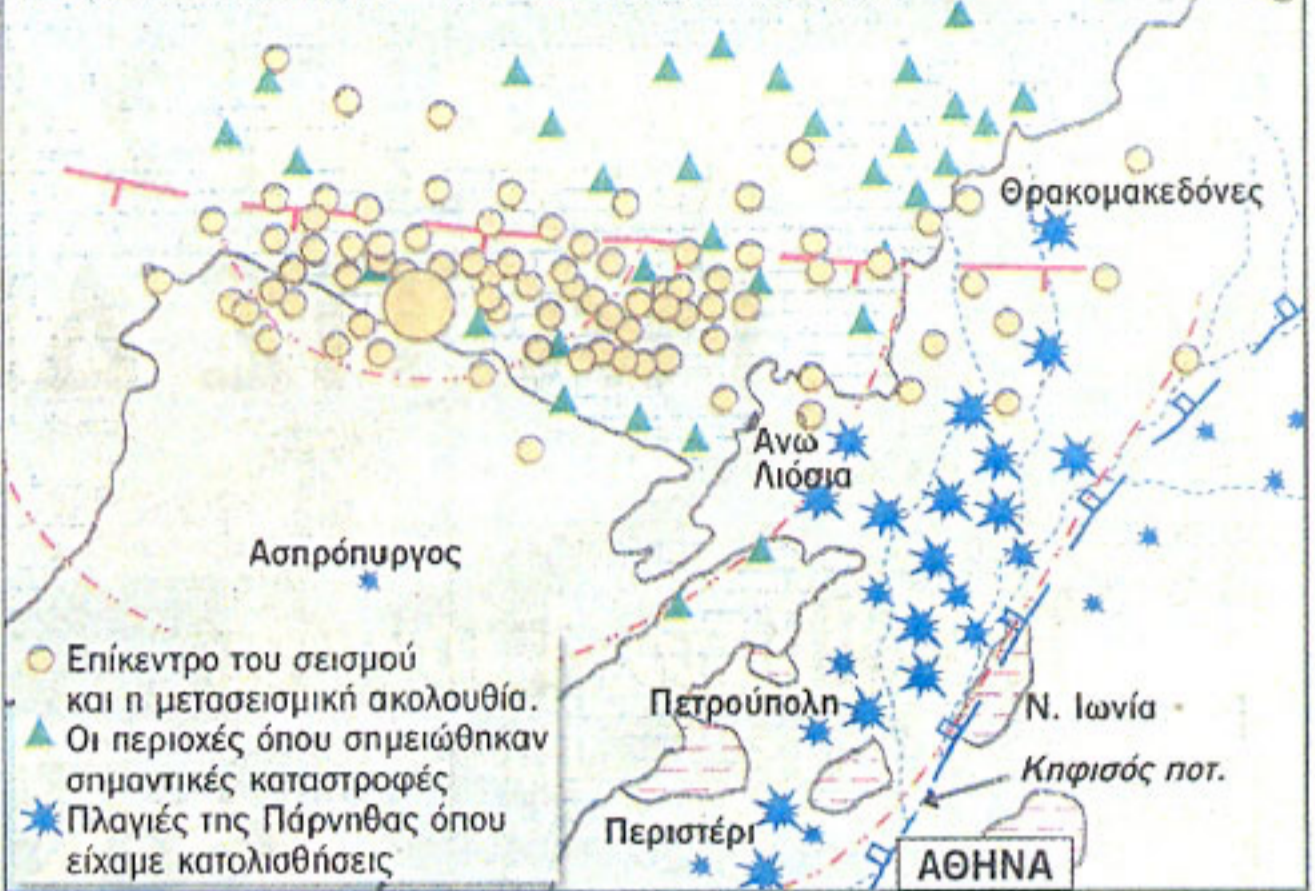 Θρακομακεδόνες
Ανω
Λιόσια
Ασπρόπυργος
Επίκεντρο του σεισμού
και η μετασεισμική ακολουθία.
Οι περιοχές όπου σημειώθηκαν
σημαντικές καταστροφές
Πλαγιές της Πάρνηθας όπου
είχαμε κατολισθήσεις
Πετρούπολη
Ν. Ιωνία
Κηφισός ποτ.
Περιστέρι
ΑΘΗΝΑ